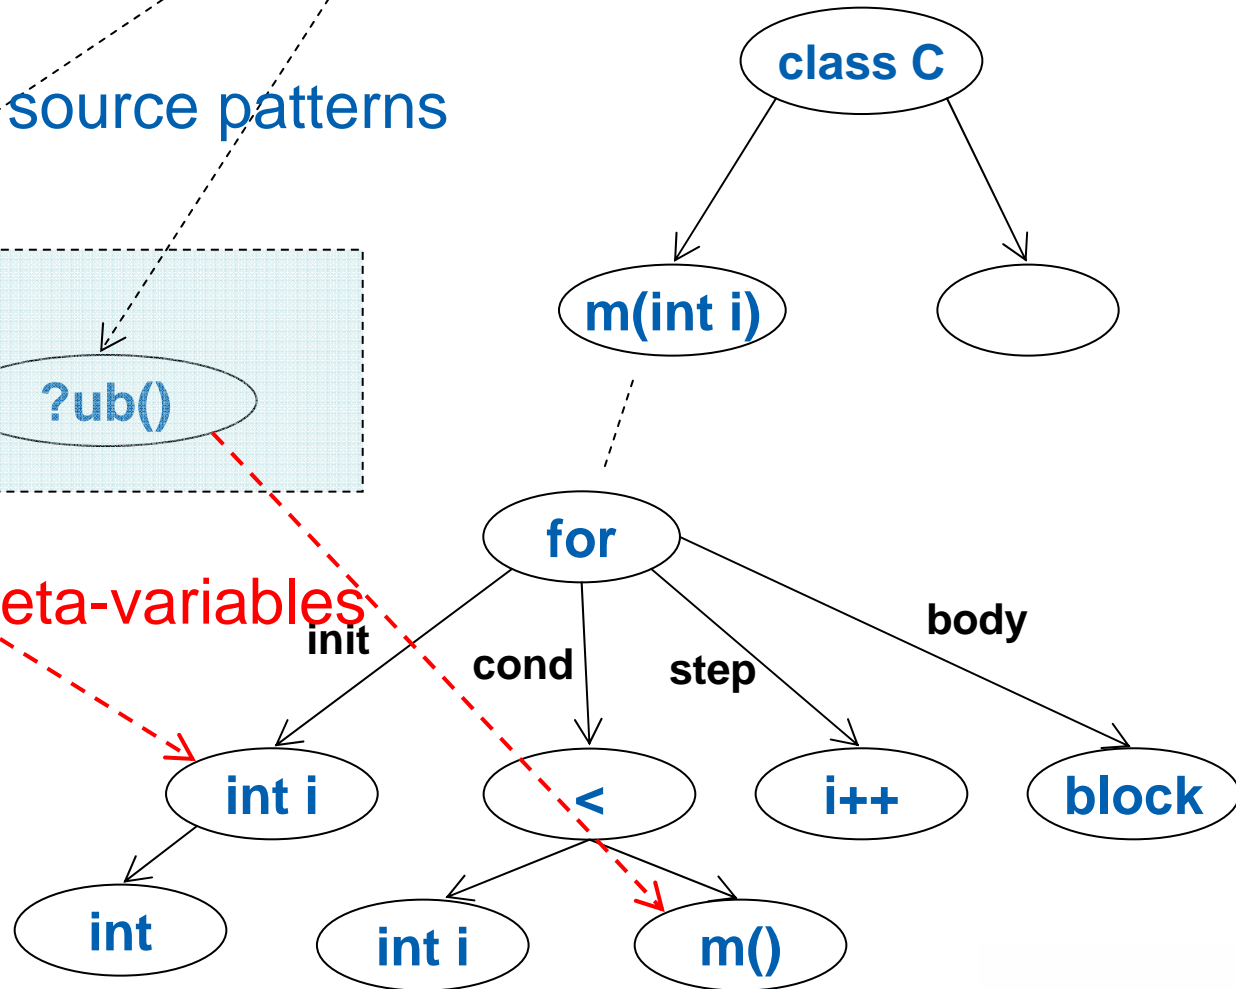 class C
source patterns
m(int i)
?ub()
for
eta-variables
init
body
cond
step
int i
<
i++
block
int
int i
m()